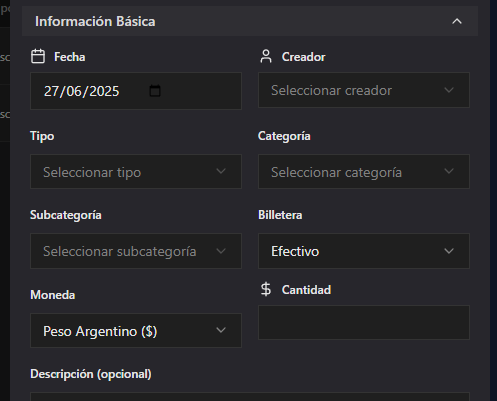 Información Básica
Fecha
Creador
27/06/2025
Seleccionar creador
Tipo
Categoría
Seleccionar tipo
Seleccionar categoría
Subcategoría
Billetera
Seleccionar subcategoría
Efectivo
Moneda
Cantidad
Peso Argentino ($)
Descripción (opcional)